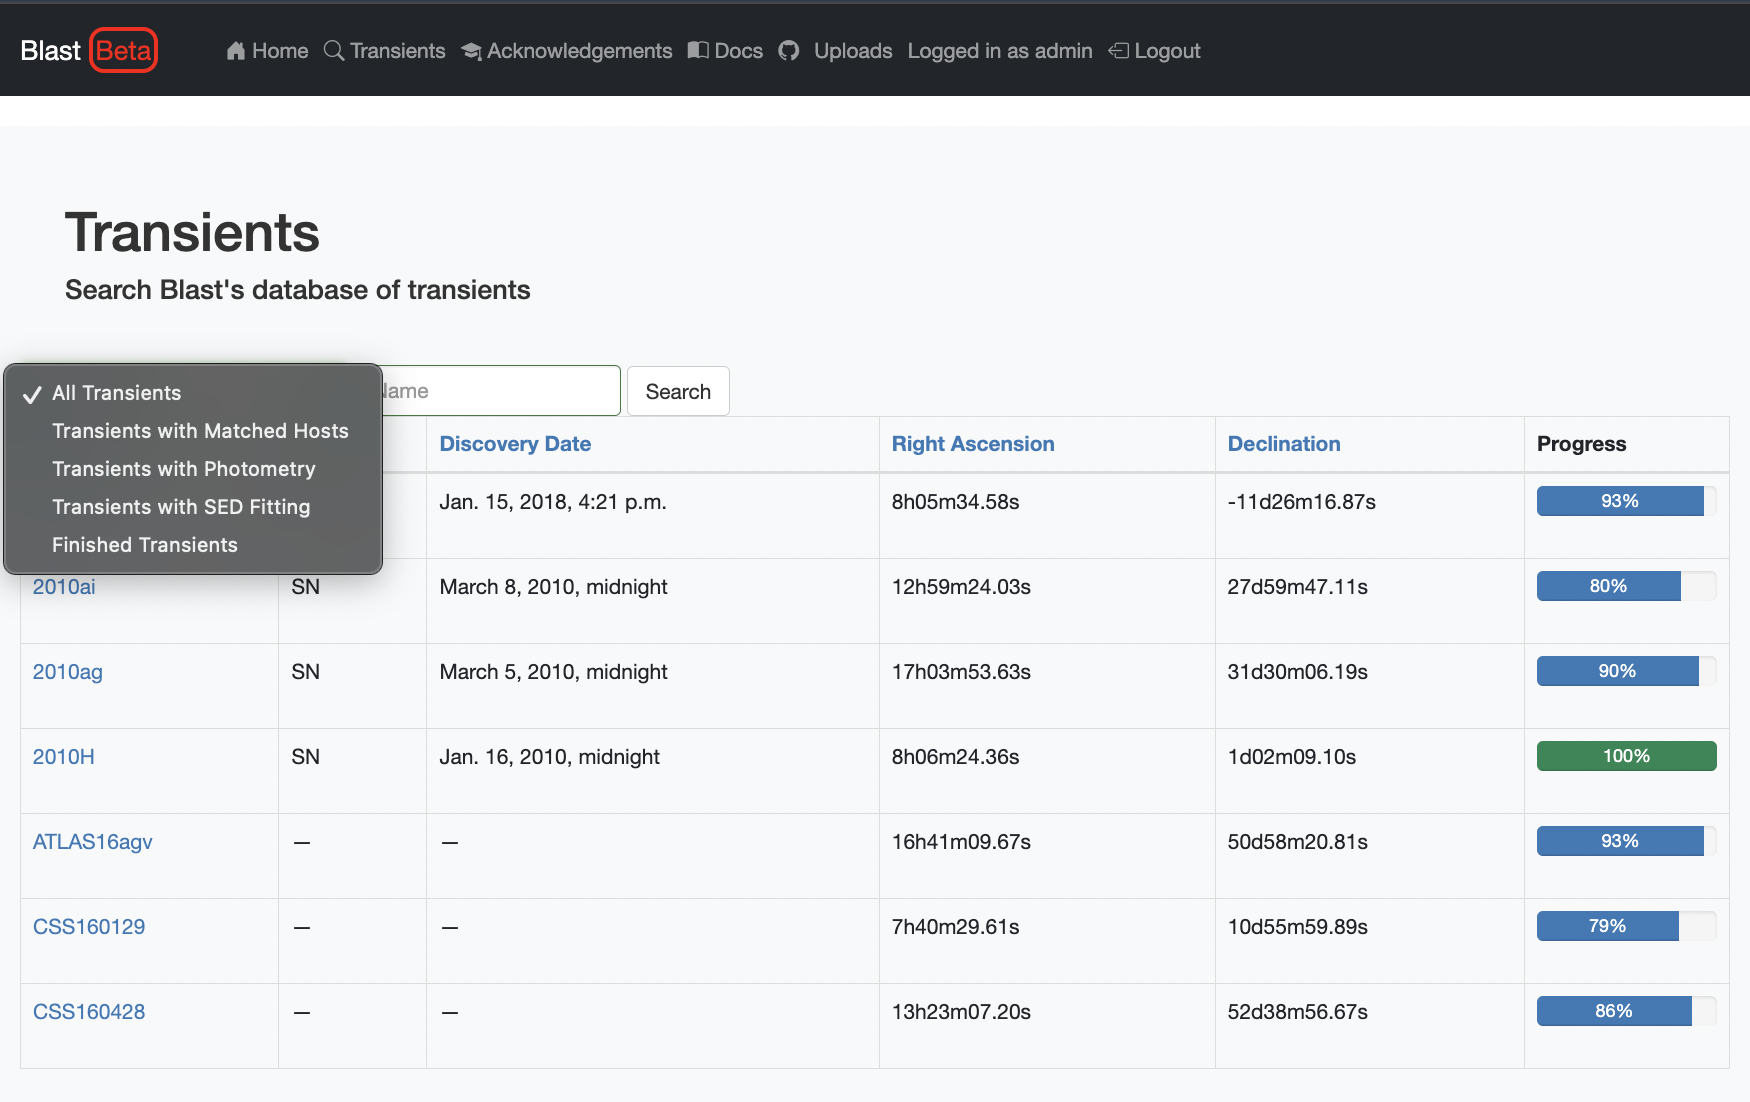 Blast Beta Home Transients Acknowledgements Docs Uploads Logged in as admin Logout
Transients
Search Blast's database of transients
✓ All Transients
Transients with Matched Hosts
Transients with Photometry
Transients with SED Fitting
Finished Transients
Search
Discovery Date Right Ascension Declination Progress
Jan. 15, 2018, 4:21 p.m. 8h05m34.58s -11d26m16.87s 93%
2010ai SN March 8, 2010, midnight 12h59m24.03s 27d59m47.11s 80%
2010ag SN March 5, 2010, midnight 17h03m53.63s 31d30m06.19s 90%
2010H SN Jan. 16, 2010, midnight 8h06m24.36s 1d02m09.10s 100%
ATLAS16agv — — 16h41m09.67s 50d58m20.81s 93%
CSS160129 — — 7h40m29.61s 10d55m59.89s 79%
CSS160428 — — 13h23m07.20s 52d38m56.67s 86%